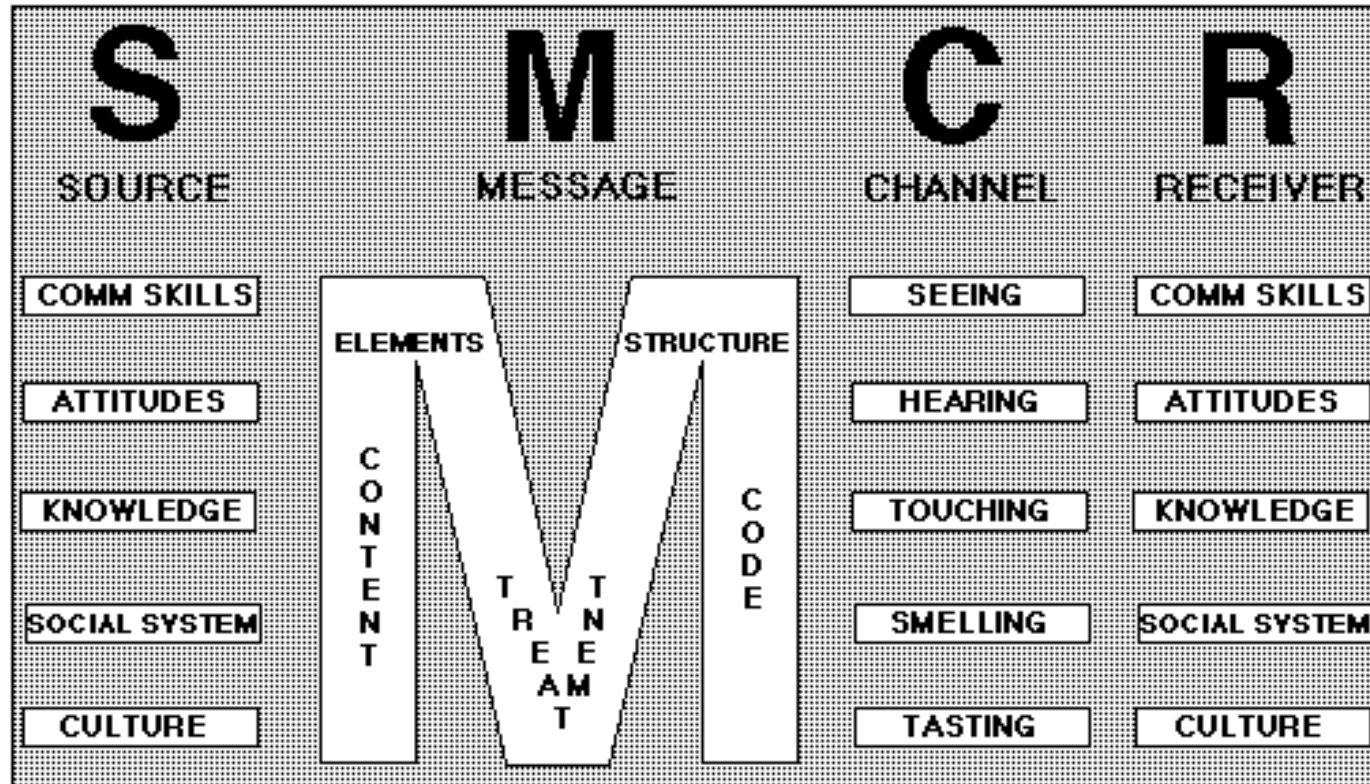 S M C R
SOURCE MESSAGE CHANNEL RECEIVER
COMM SKILLS
ATTITUDES
KNOWLEDGE
SOCIAL SYSTEM
CULTURE
ELEMENTS
STRUCTURE
CONTENT
TREATMENT
CODE
SEEING
HEARING
TOUCHING
SMELLING
TASTING
COMM SKILLS
ATTITUDES
KNOWLEDGE
SOCIAL SYSTEM
CULTURE